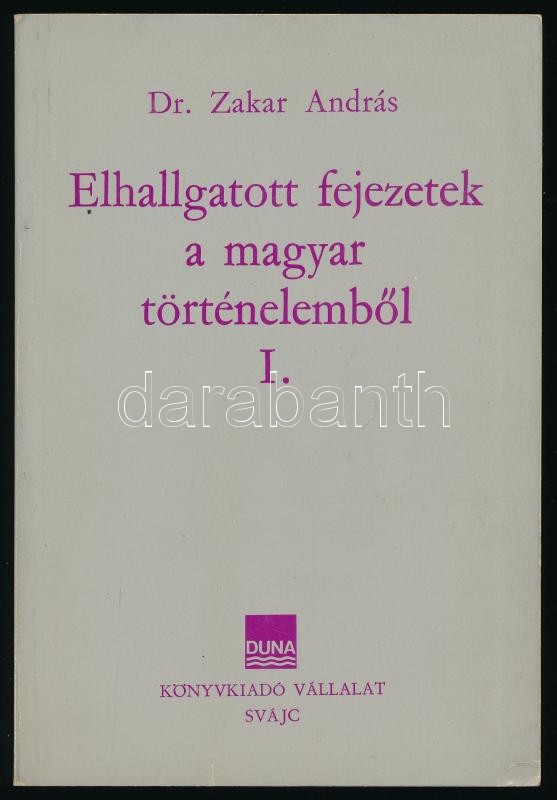 Dr. Zakar András
Elhallgatott fejezetek
a magyar
történelemből
I.
darabanth
DUNA
KÖNYVKIADÓ VÁLLALAT
SVÁJC